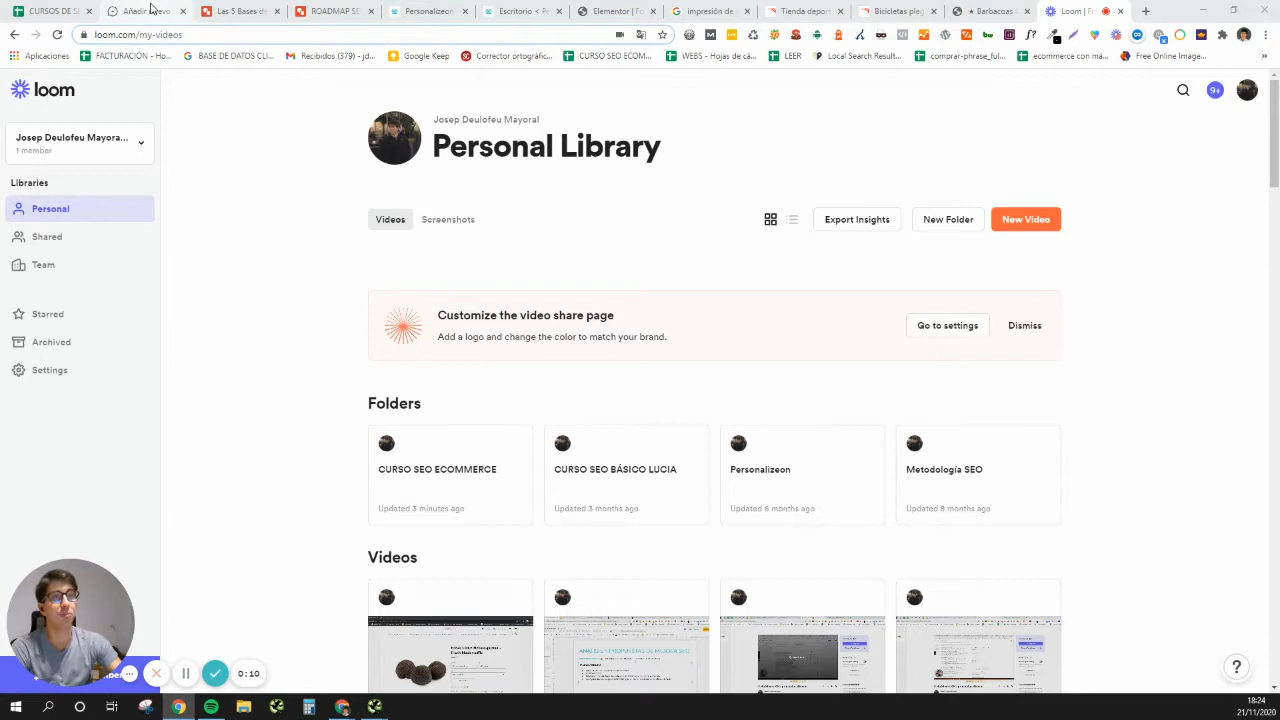 CURSOS DE SE
Añadir nuevo
Las 5 Bases de
ROADMAP SE
Personalizeo
Escritorio < Pe
Elementor | Fo
impresión de
Tienda deport
Bicicletas pleg
★ Barbacoas
Loom | F
loom.com/my-videos
Aplicaciones
FACTURACIÓN - Ho...
BASE DE DATOS CLI...
Recibidos (379) sei...
Google Keep
Corrector ortográfic...
CURSO SEO ECOM...
WEBS - Hojas de cá...
LEER
Local Search Result...
comprar-phrase_fut...
ecommerce con má...
Free Online Image...
»
loom
9+
Josep Deulofeu Mayora...
1 member
Libraries
Personal
Shared
Team
Starred
Archived
Settings
Josep Deulofeu Mayoral
Personal Library
Videos
Screenshots
Export Insights
New Folder
New Video
Customize the video share page
Add a logo and change the color to match your brand.
Go to settings
Dismiss
Folders
CURSO SEO ECOMMERCE
Updated 3 minutes ago
CURSO SEO BÁSICO LUCIA
Updated 3 months ago
Personalizeon
Updated 6 months ago
Metodología SEO
Updated 8 months ago
Videos
0:10
?
18:24
21/11/2020